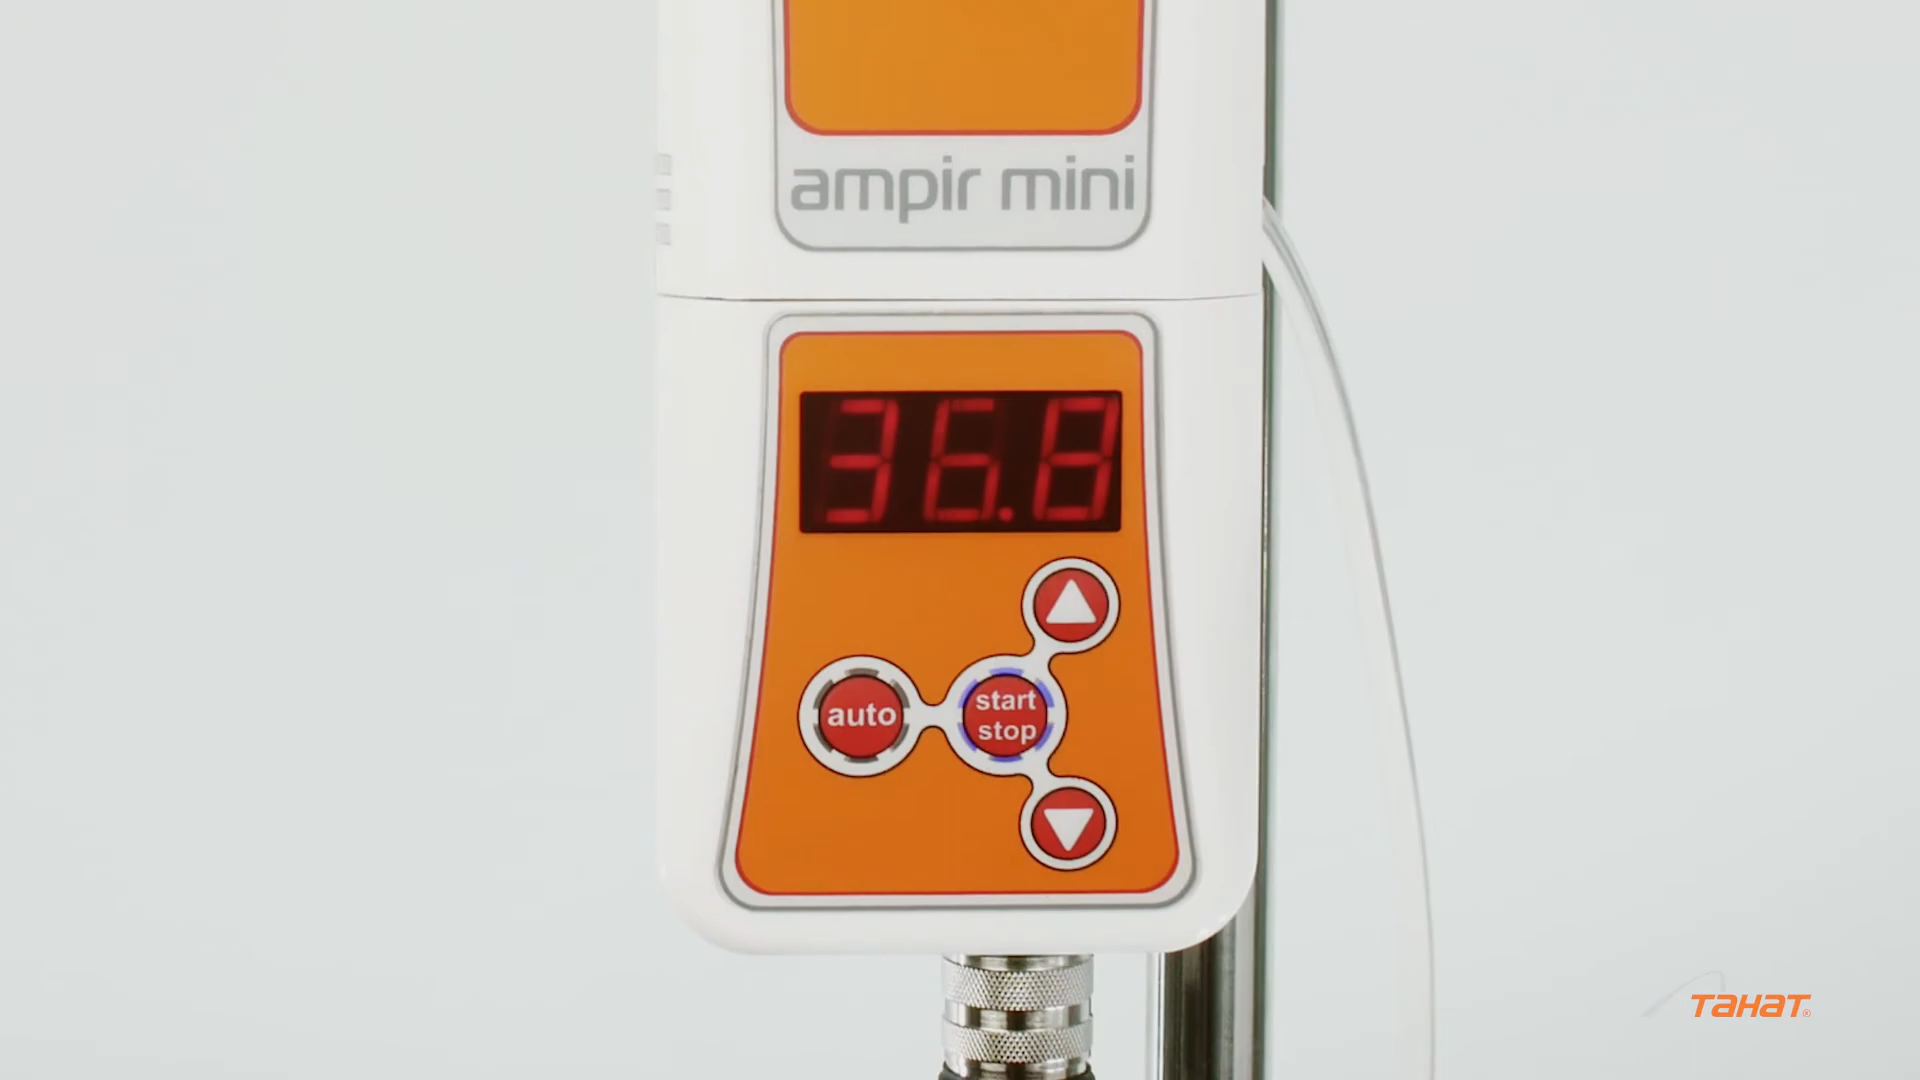 ampir mini
36.8
auto
start
stop
ТАНАТ®